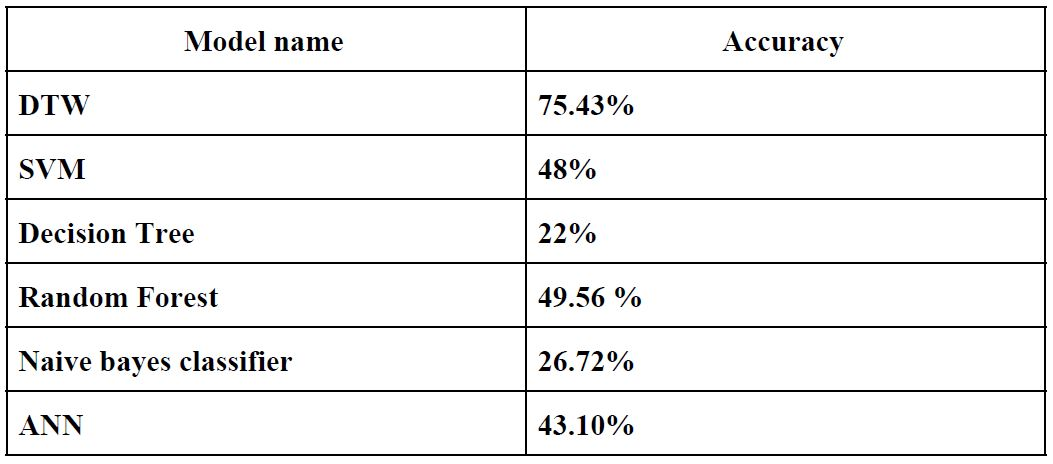 Model name Accuracy
DTW 75.43%
SVM 48%
Decision Tree 22%
Random Forest 49.56 %
Naive bayes classifier 26.72%
ANN 43.10%